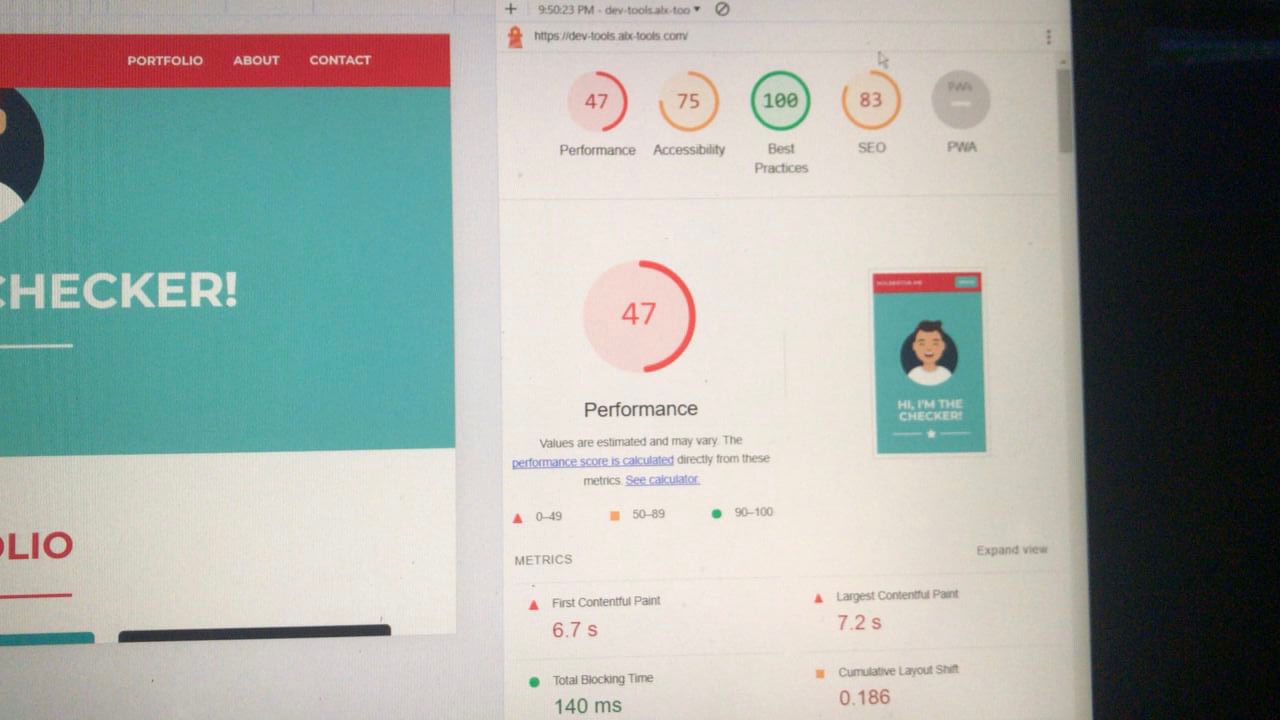 PORTFOLIO ABOUT CONTACT
CHECKER!
OLIO
9:50:23 PM - dev-tools.alx-too
https://dev-tools.alx-tools.com/
47
Performance
75
Accessibility
100
Best
Practices
83
SEO
PWA
PWA
47
Performance
Values are estimated and may vary. The
performance score is calculated directly from these
metrics. See calculator.
0–49
50–89
90–100
HI, I'M THE
CHECKER!
METRICS
Expand view
First Contentful Paint
6.7 s
Largest Contentful Paint
7.2 s
Total Blocking Time
140 ms
Cumulative Layout Shift
0.186